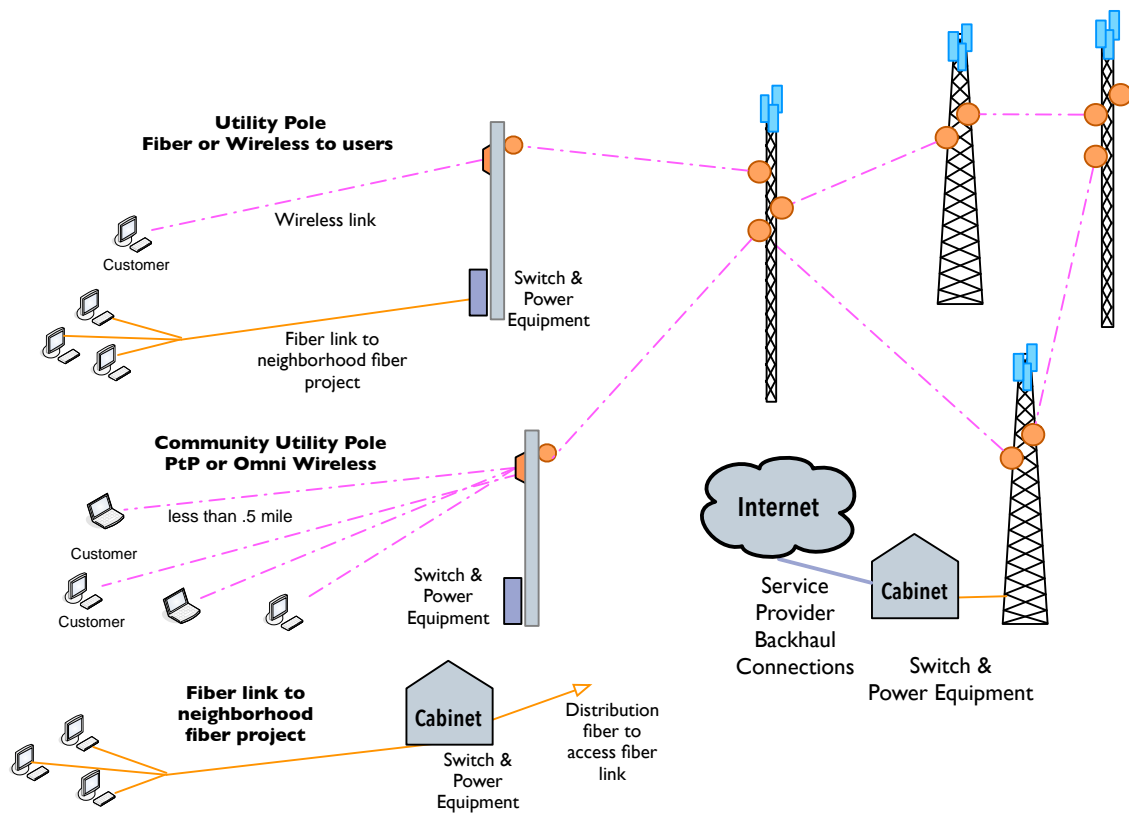 Utility Pole
Fiber or Wireless to users
Wireless link
Customer
Switch &
Power
Equipment
Fiber link to
neighborhood fiber
project
Community Utility Pole
PtP or Omni Wireless
less than .5 mile
Customer
Customer
Switch &
Power
Equipment
Internet
Cabinet
Service
Provider
Backhaul
Connections
Switch &
Power Equipment
Fiber link to
neighborhood
fiber project
Cabinet
Switch &
Power
Equipment
Distribution
fiber to
access fiber
link